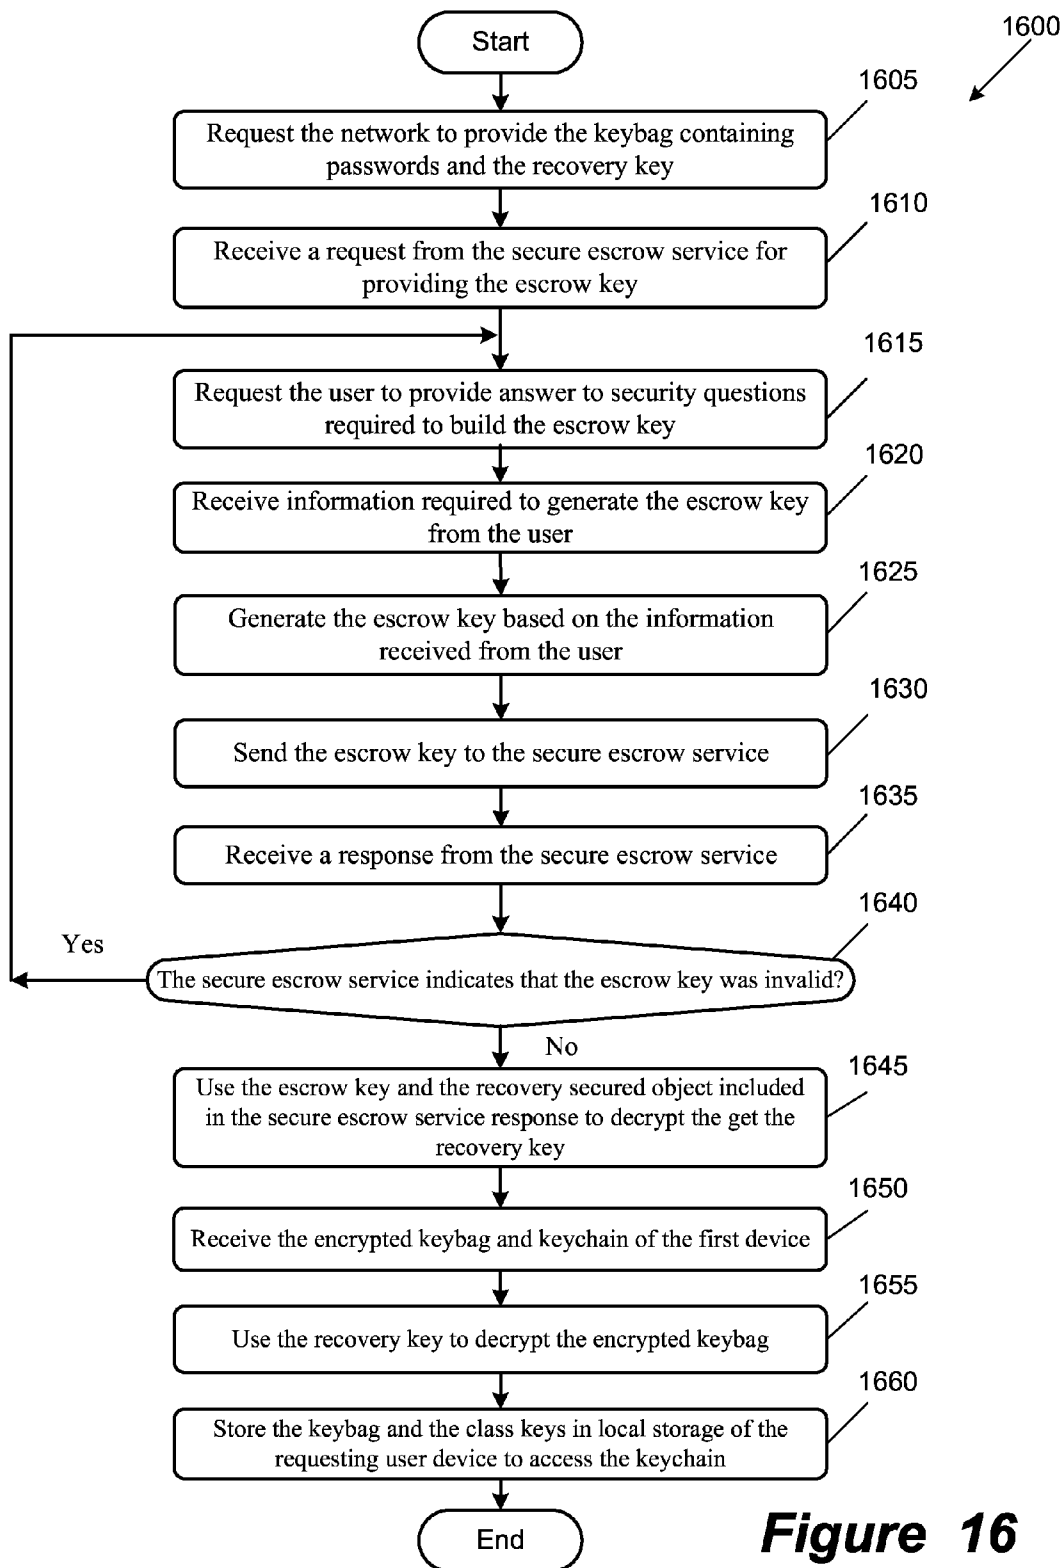 Start
1600
1605
Request the network to provide the keybag containing
passwords and the recovery key
1610
Receive a request from the secure escrow service for
providing the escrow key
1615
Request the user to provide answer to security questions
required to build the escrow key
1620
Receive information required to generate the escrow key
from the user
1625
Generate the escrow key based on the information
received from the user
1630
Send the escrow key to the secure escrow service
1635
Receive a response from the secure escrow service
1640
Yes
The secure escrow service indicates that the escrow key was invalid?
No
1645
Use the escrow key and the recovery secured object included
in the secure escrow service response to decrypt the get the
recovery key
1650
Receive the encrypted keybag and keychain of the first device
1655
Use the recovery key to decrypt the encrypted keybag
1660
Store the keybag and the class keys in local storage of the
requesting user device to access the keychain
End
Figure 16